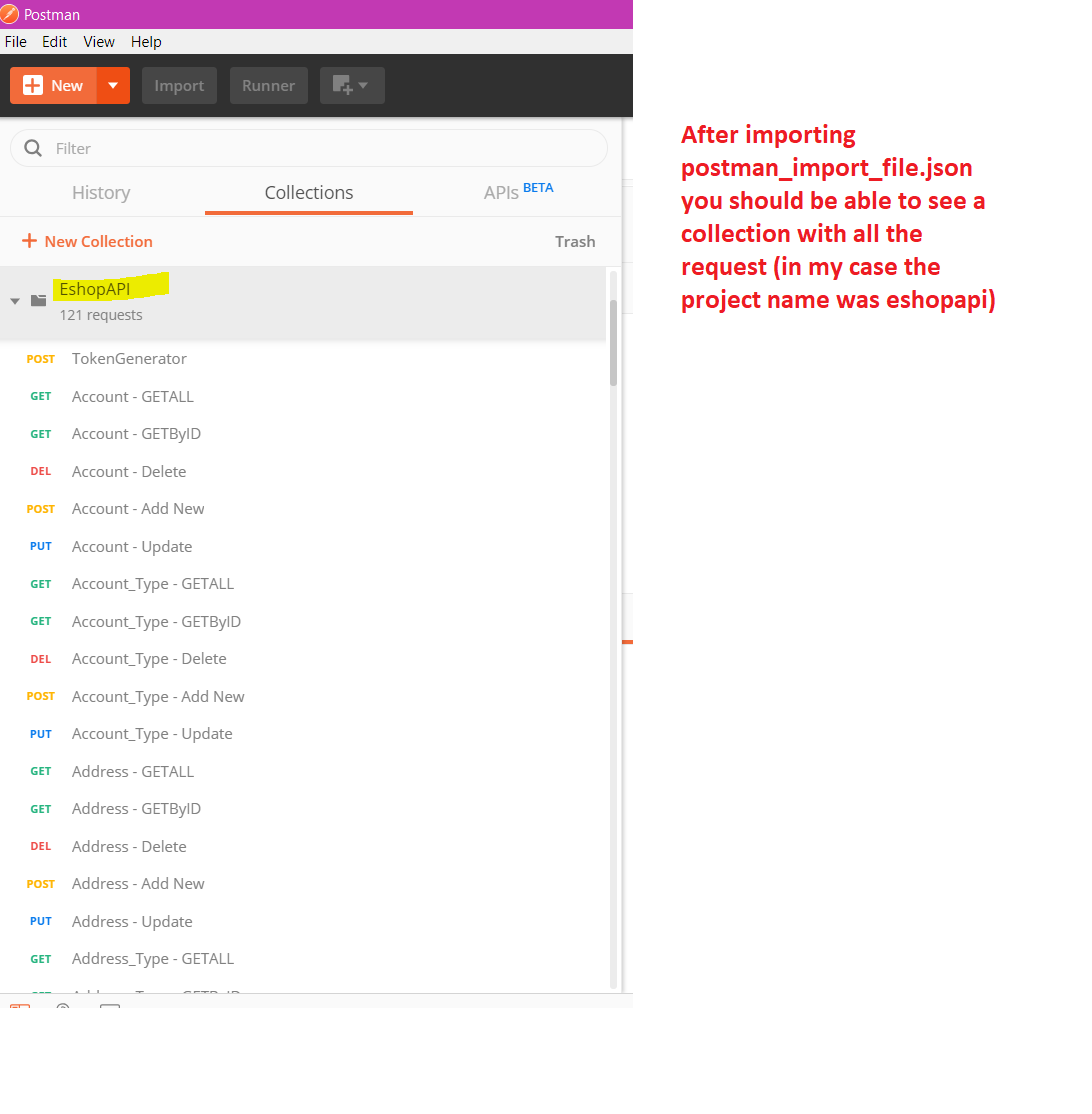 Postman
File Edit View Help
New Import Runner
Filter
History Collections APIs BETA
New Collection Trash
EshopAPI
121 requests
POST TokenGenerator
GET Account - GETALL
GET Account - GETByID
DEL Account - Delete
POST Account - Add New
PUT Account - Update
GET Account_Type - GETALL
GET Account_Type - GETByID
DEL Account_Type - Delete
POST Account_Type - Add New
PUT Account_Type - Update
GET Address - GETALL
GET Address - GETByID
DEL Address - Delete
POST Address - Add New
PUT Address - Update
GET Address_Type - GETALL
After importing
postman_import_file.json
you should be able to see a
collection with all the
request (in my case the
project name was eshopapi)